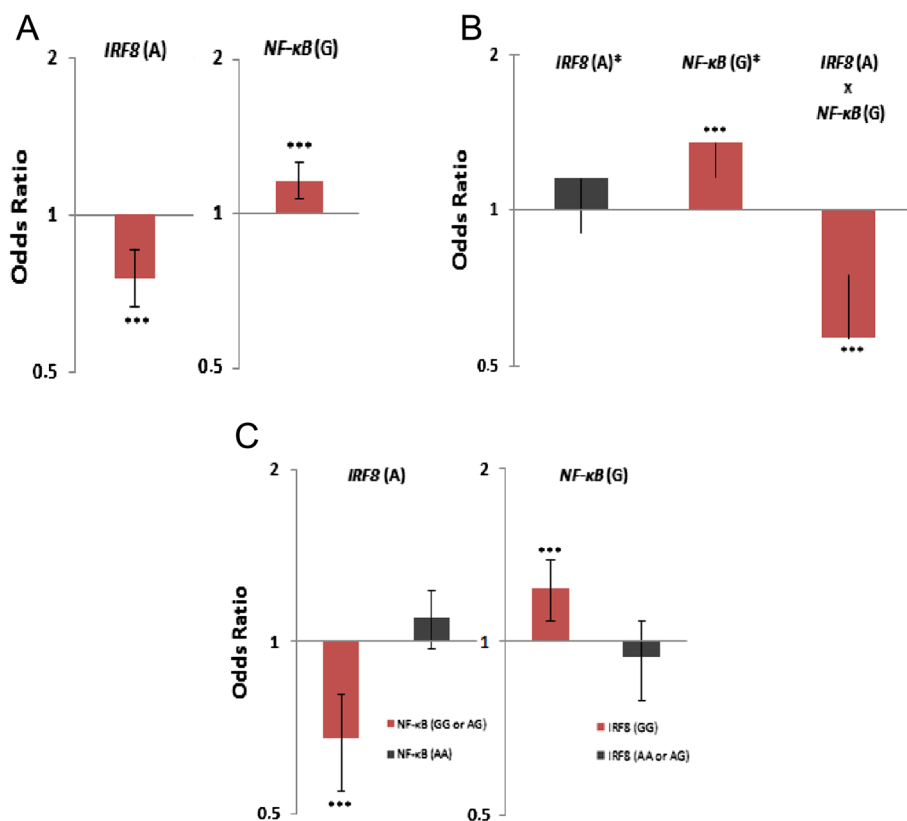 A
IRF8 (A)
NF-κB (G)
2
2
***
Odds Ratio
1
1
***
0.5
0.5
B
2
IRF8 (A)*
NF-κB (G)*
IRF8 (A)
x
NF-κB (G)
***
Odds Ratio
1
***
0.5
C
2
2
IRF8 (A)
NF-κB (G)
***
Odds Ratio
1
1
NF-κB (GG or AG)
NF-κB (AA)
IRF8 (GG)
IRF8 (AA or AG)
***
0.5
0.5